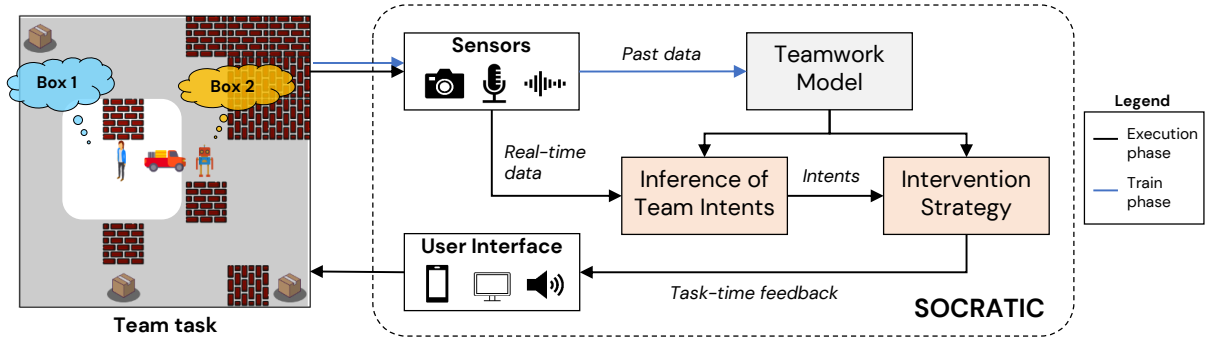 Box 1
Box 2
Team task
Sensors
Past data
Teamwork
Model
Real-time
data
Inference of
Team Intents
Intents
Intervention
Strategy
User Interface
Task-time feedback
SOCRATIC
Legend
Execution
phase
Train
phase